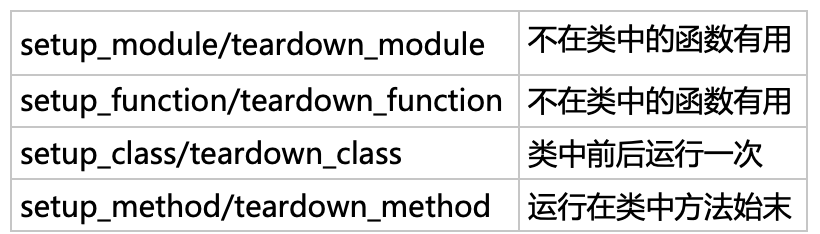 setup_module/teardown_module 不在类中的函数有用
setup_function/teardown_function 不在类中的函数有用
setup_class/teardown_class 类中前后运行一次
setup_method/teardown_method 运行在类中方法始末